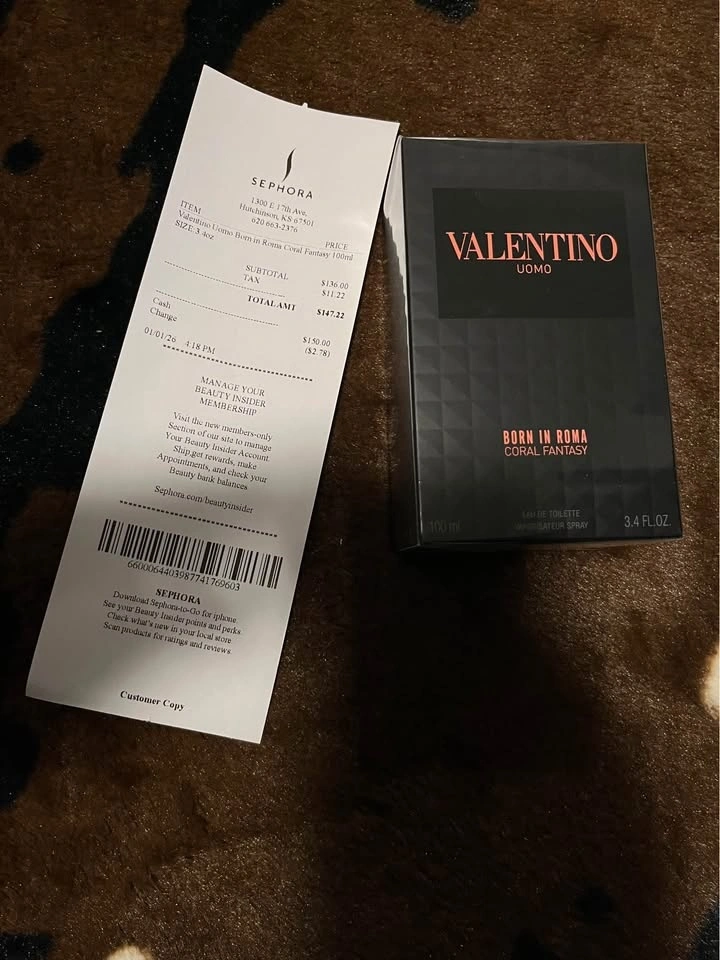 SEPHORA
1300 E 17th Ave,
Hutchinson, KS 67501
620 663-2376
ITEM PRICE
Valentino Uomo Born in Roma Coral Fantasy 100ml
SIZE 3.4oz
SUBTOTAL $136.00
TAX $11.22
TOTAL AMT $147.22
Cash $150.00
Change ($2.78)
01/01/26 4:18 PM
MANAGE YOUR
BEAUTY INSIDER
MEMBERSHIP
Visit the new members-only
Section of our site to manage
Your Beauty Insider Account.
Ship,get rewards, make
Appointments, and check your
Beauty bank balances
Sephora.com/beautyinsider
6600064403987741769603
SEPHORA
Download Sephora-to-Go for iphone
See your Beauty Insider points and perks.
Check what's new in your local store
Scan products for ratings and reviews.
Customer Copy
VALENTINO
UOMO
BORN IN ROMA
CORAL FANTASY
EAU DE TOILETTE
VAPORISATEUR SPRAY
100 ml 3.4 FL.OZ.